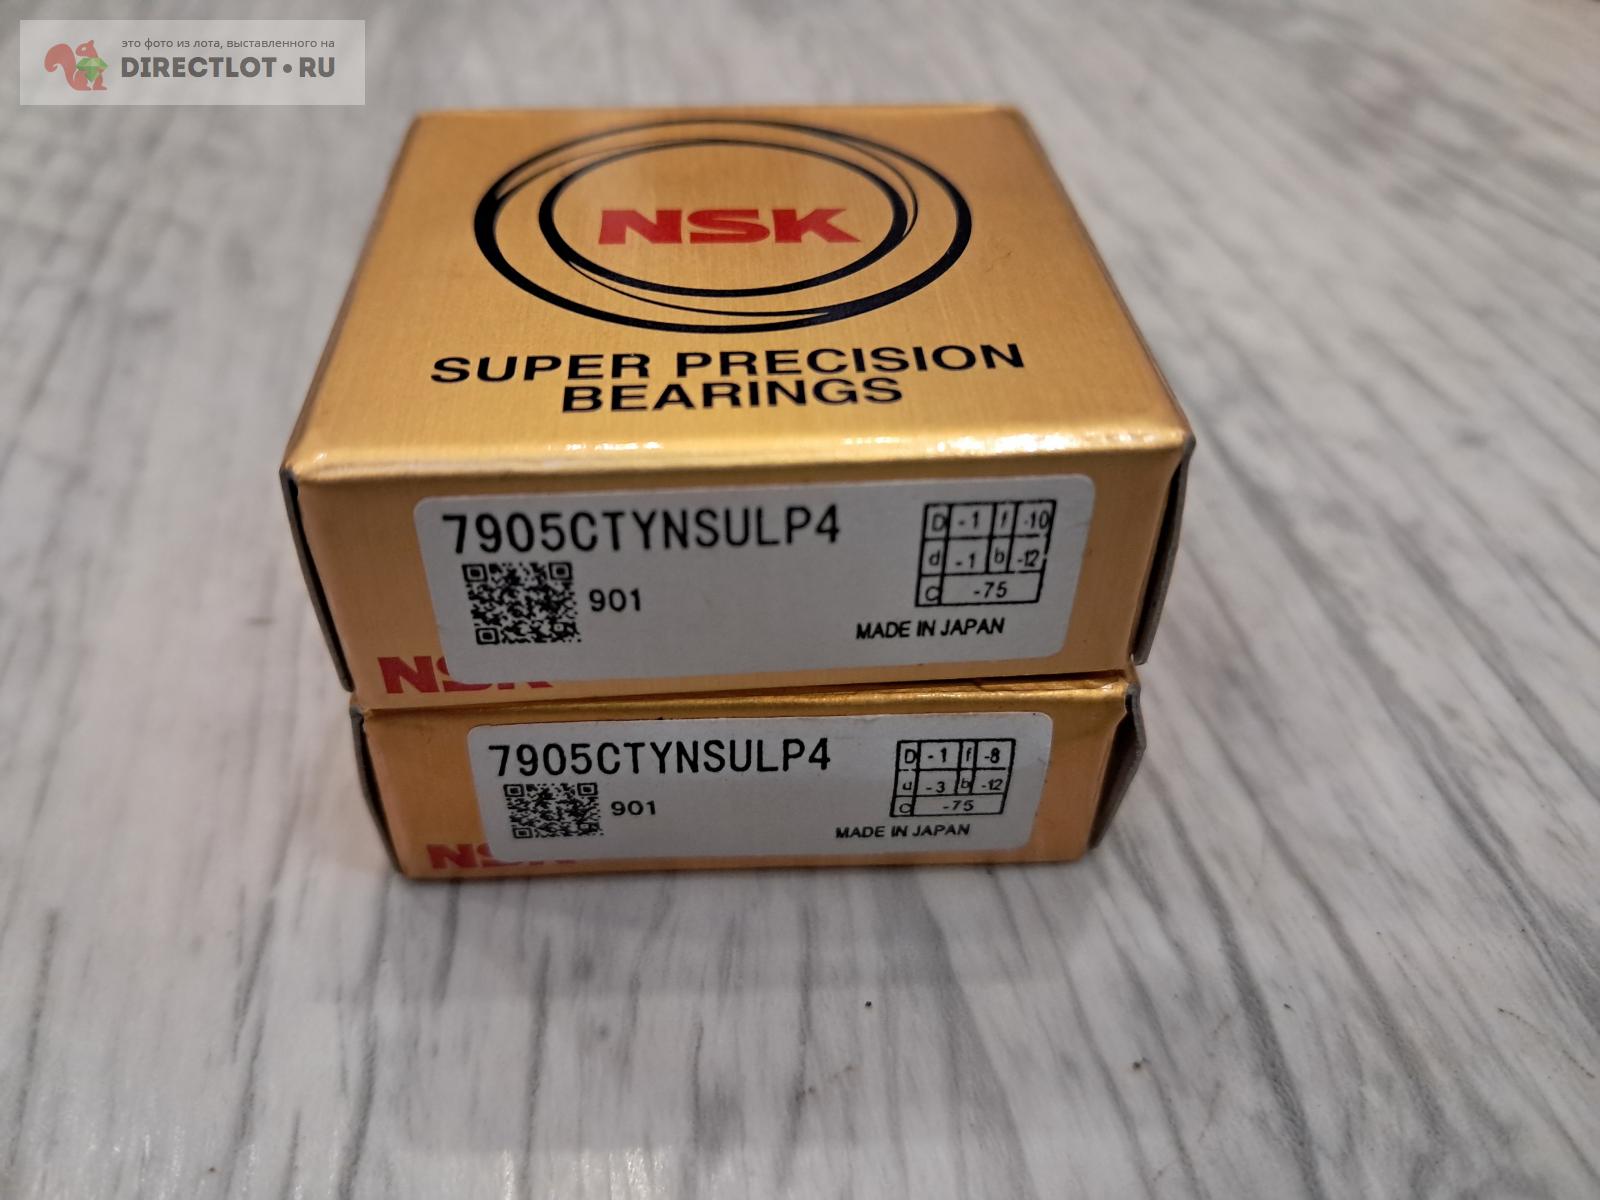 это фото из лота, выставленного на
DIRECTLOT•RU
NSK
SUPER PRECISION
BEARINGS
7905CTYNSULP4
901
D -1 f -10
d -1 b -12
C -75
MADE IN JAPAN
NSK
7905CTYNSULP4
901
D -1 f -8
d -3 b -12
C -75
MADE IN JAPAN
NSK